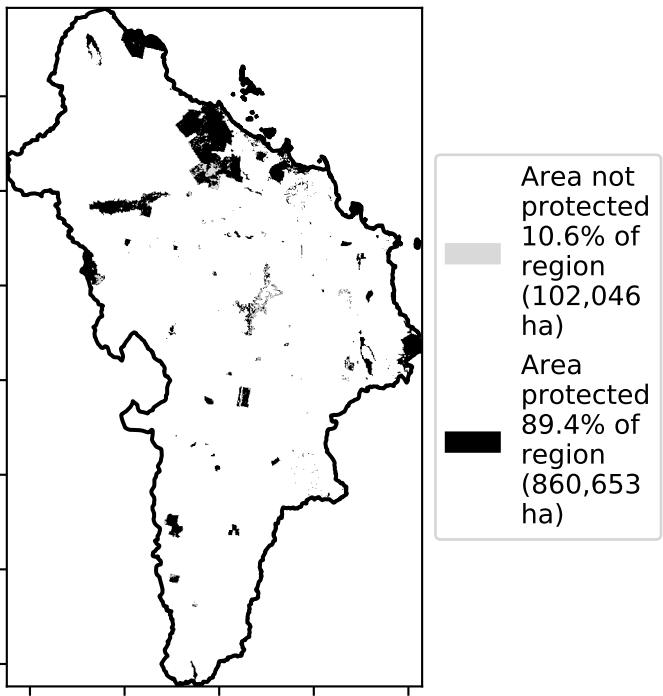 Area not
protected
10.6% of
region
(102,046
ha)
Area
protected
89.4% of
region
(860,653
ha)